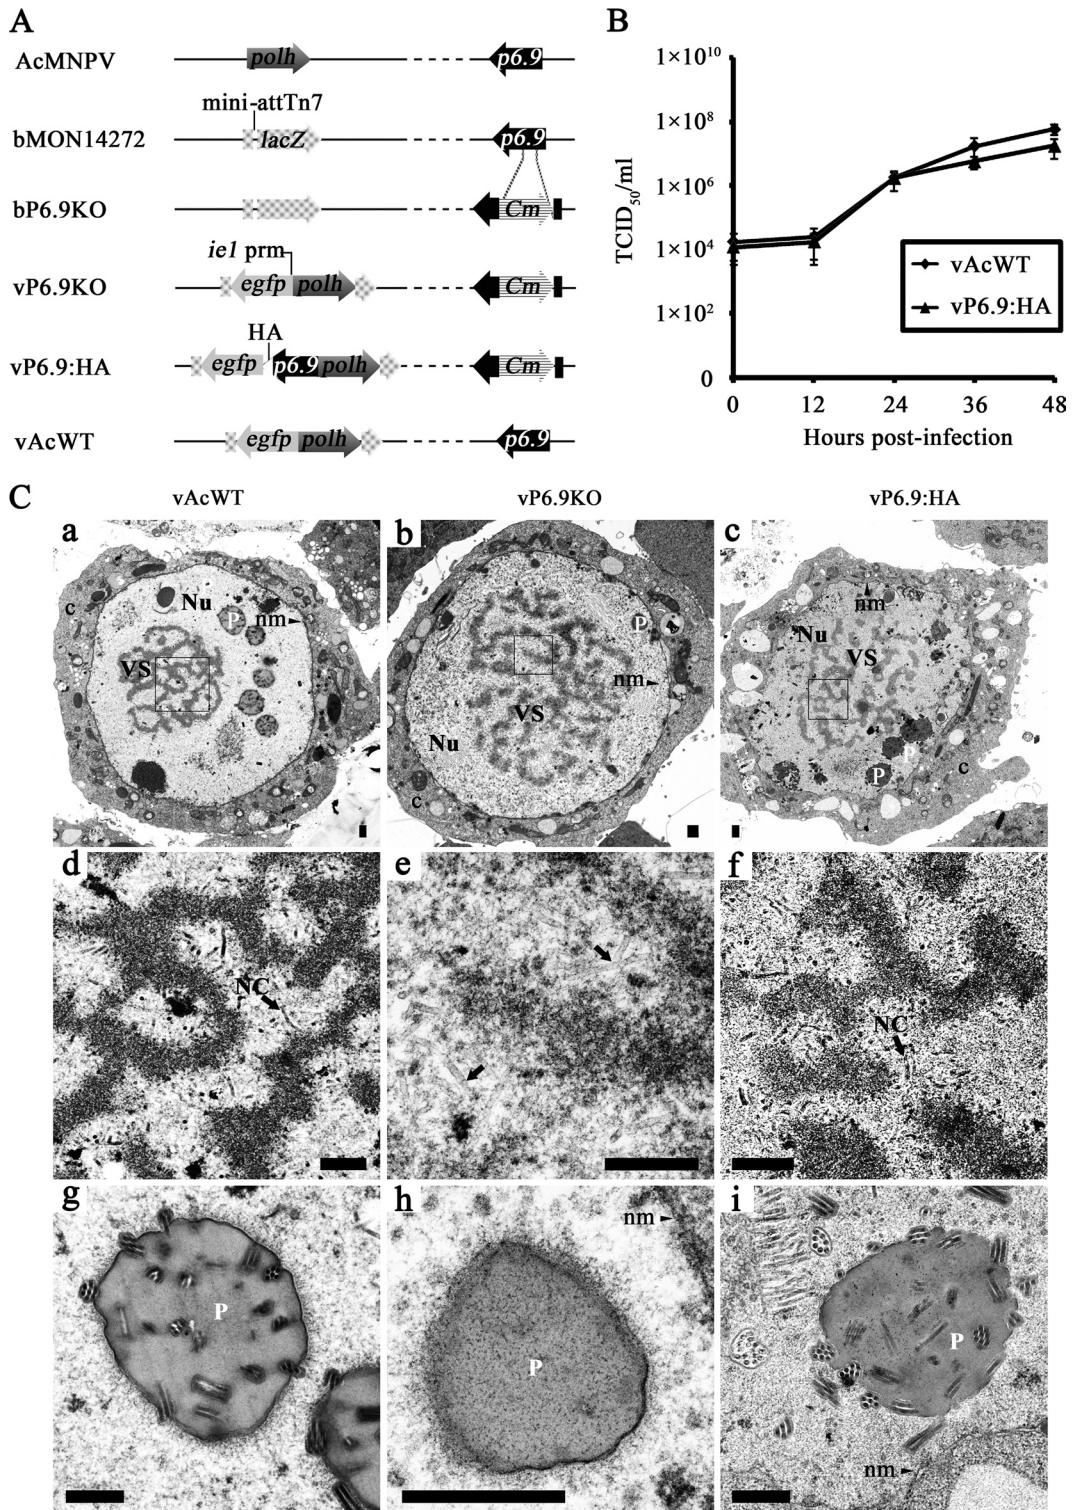 A
AcMNPV
polh
p6.9
mini-attTn7
bMON14272
lacZ
p6.9
bP6.9KO
Cm
ie1 prm
vP6.9KO
egfp polh
Cm
HA
vP6.9:HA
egfp p6.9 polh
Cm
vAcWT
egfp polh
p6.9
B
1×10¹⁰
1×10⁸
1×10⁶
1×10⁴
1×10²
0
TCID₅₀/ml
vAcWT
vP6.9:HA
0 12 24 36 48
Hours post-infection
C
vAcWT vP6.9KO vP6.9:HA
a
c
Nu
P
nm
VS
b
P
nm
VS
Nu
c
c
nm
Nu
VS
P
P
c
d
NC
e
f
NC
g
P
h
nm
P
i
P
nm